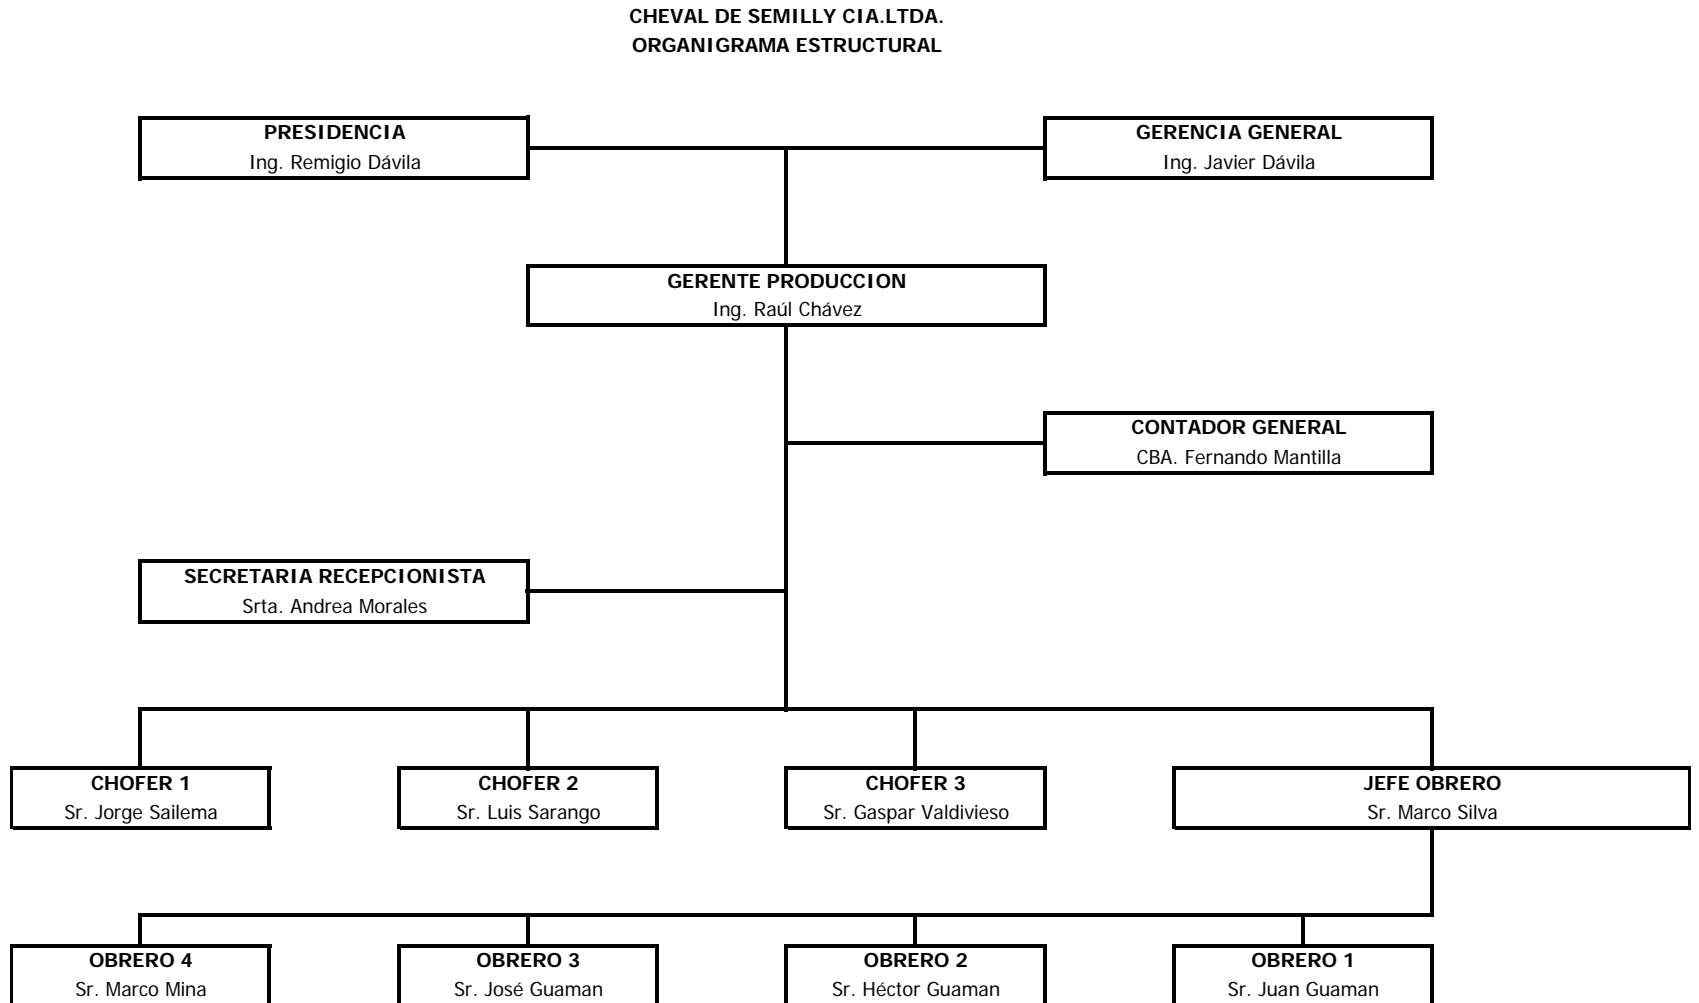 CHEVAL DE SEMILLY CIA.LTDA.
ORGANIGRAMA ESTRUCTURAL
PRESIDENCIA
Ing. Remigio Dávila
GERENCIA GENERAL
Ing. Javier Dávila
GERENTE PRODUCCION
Ing. Raúl Chávez
CONTADOR GENERAL
CBA. Fernando Mantilla
SECRETARIA RECEPCIONISTA
Srta. Andrea Morales
CHOFER 1
Sr. Jorge Sailema
CHOFER 2
Sr. Luis Sarango
CHOFER 3
Sr. Gaspar Valdivieso
JEFE OBRERO
Sr. Marco Silva
OBRERO 4
Sr. Marco Mina
OBRERO 3
Sr. José Guaman
OBRERO 2
Sr. Héctor Guaman
OBRERO 1
Sr. Juan Guaman